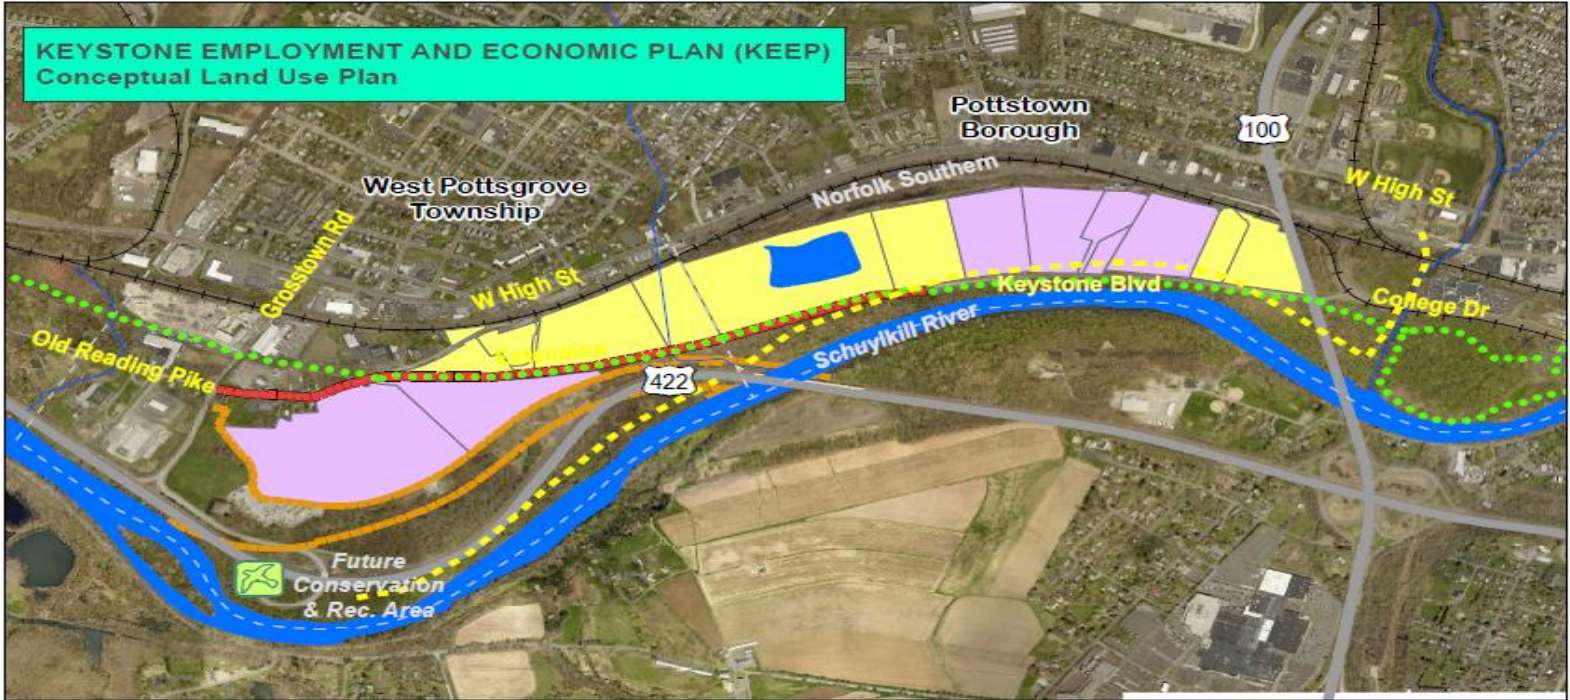 KEYSTONE EMPLOYMENT AND ECONOMIC PLAN (KEEP)
Conceptual Land Use Plan
Pottstown
Borough
100
West Pottsgrove
Township
Norfolk Southern
W High St
Grosstown Rd
W High St
Keystone Blvd
College Dr
Old Reading Pike
Extension
Schuylkill River
422
Future
Conservation
& Rec. Area